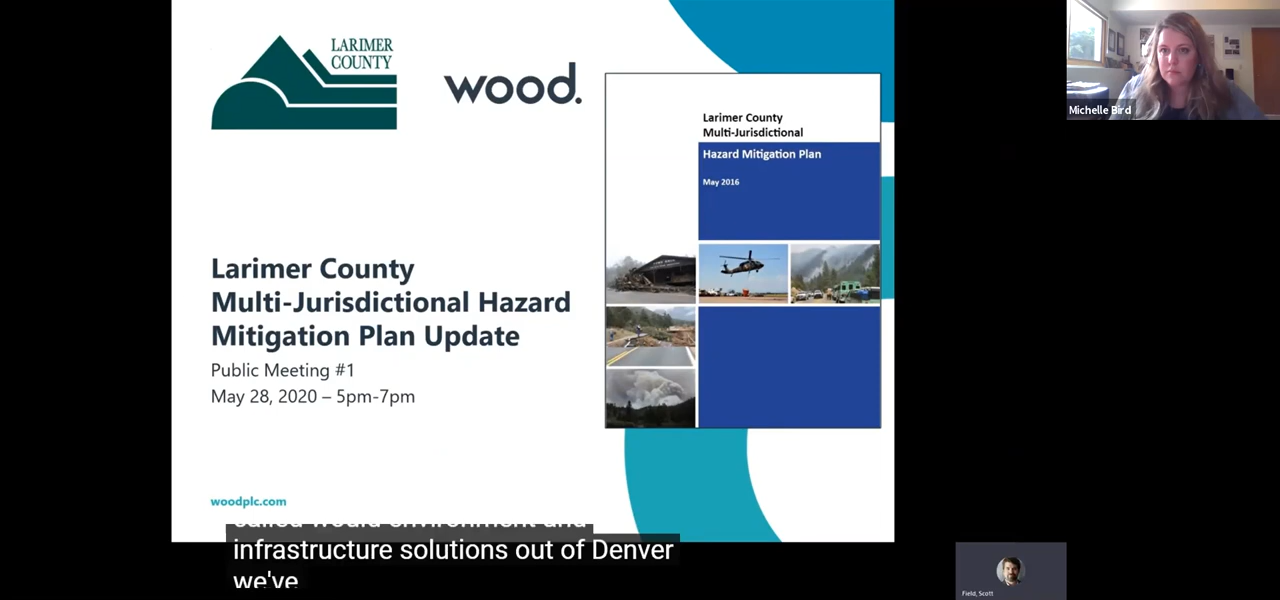 LARIMER
COUNTY
wood.
Larimer County
Multi-Jurisdictional
Hazard Mitigation Plan
May 2016
Larimer County
Multi-Jurisdictional Hazard
Mitigation Plan Update
Public Meeting #1
May 28, 2020 – 5pm-7pm
woodplc.com
called would environment and
infrastructure solutions out of Denver
we've
Michelle Bird
Field, Scott